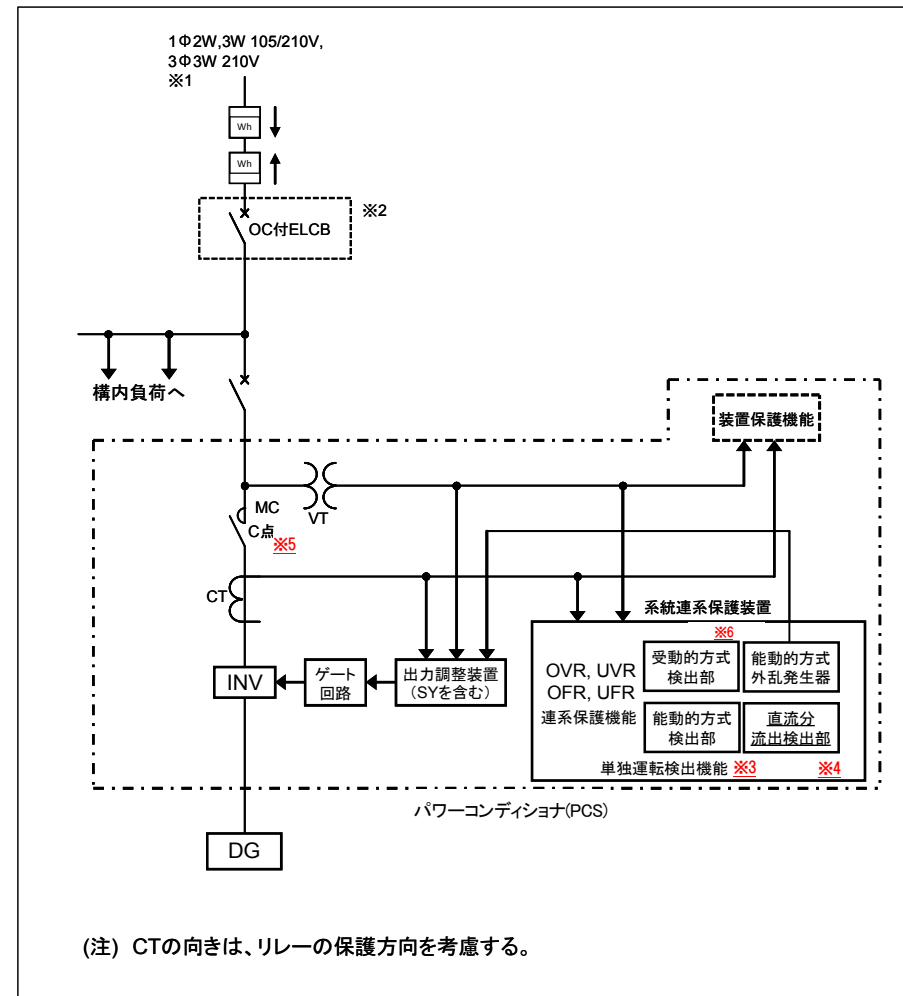 1Φ2W,3W 105/210V,
3Φ3W 210V
※1
Wh
Wh
※2
OC付ELCB
構内負荷へ
装置保護機能
MC
VT
C点
※5
CT
系統連系保護装置
※6
OVR, UVR
OFR, UFR
連系保護機能
受動的方式
検出部
能動的方式
外乱発生器
能動的方式
検出部
直流分
流出検出部
単独運転検出機能 ※3
※4
INV
ゲート
回路
出力調整装置
(SYを含む)
パワーコンディショナ(PCS)
DG
(注) CTの向きは、リレーの保護方向を考慮する。